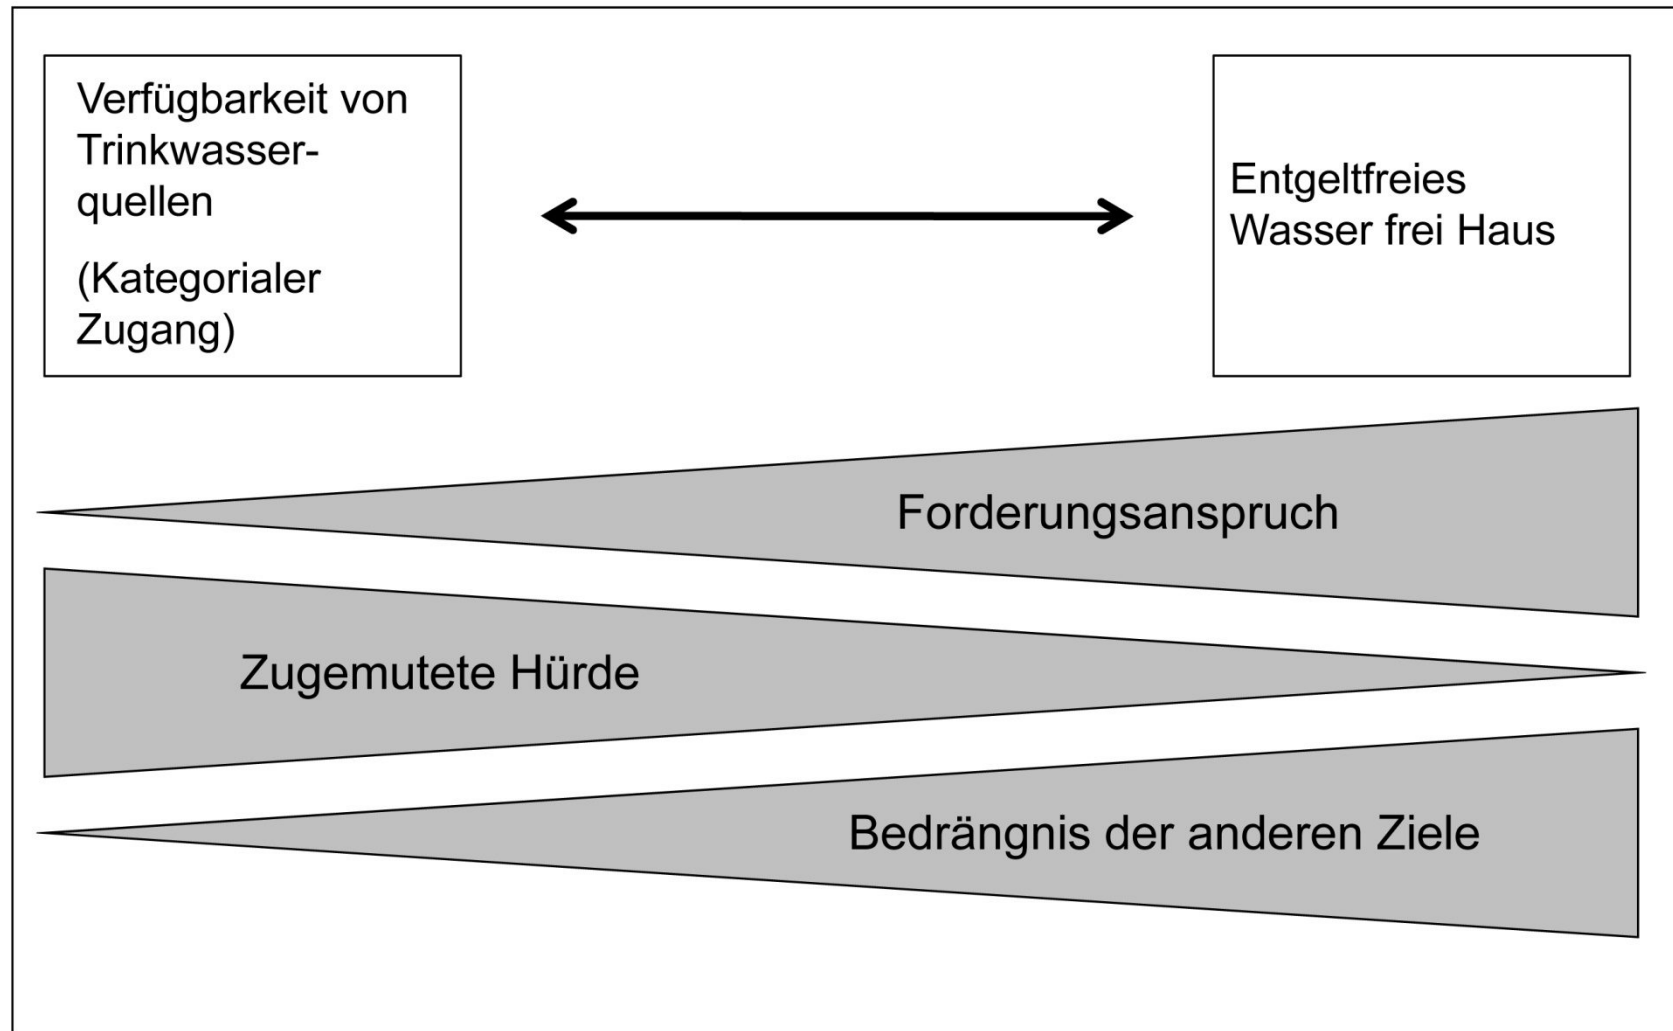 Verfügbarkeit von
Trinkwasser-
quellen
(Kategorialer
Zugang)
Entgeltfreies
Wasser frei Haus
Forderungsanspruch
Zugemutete Hürde
Bedrängnis der anderen Ziele